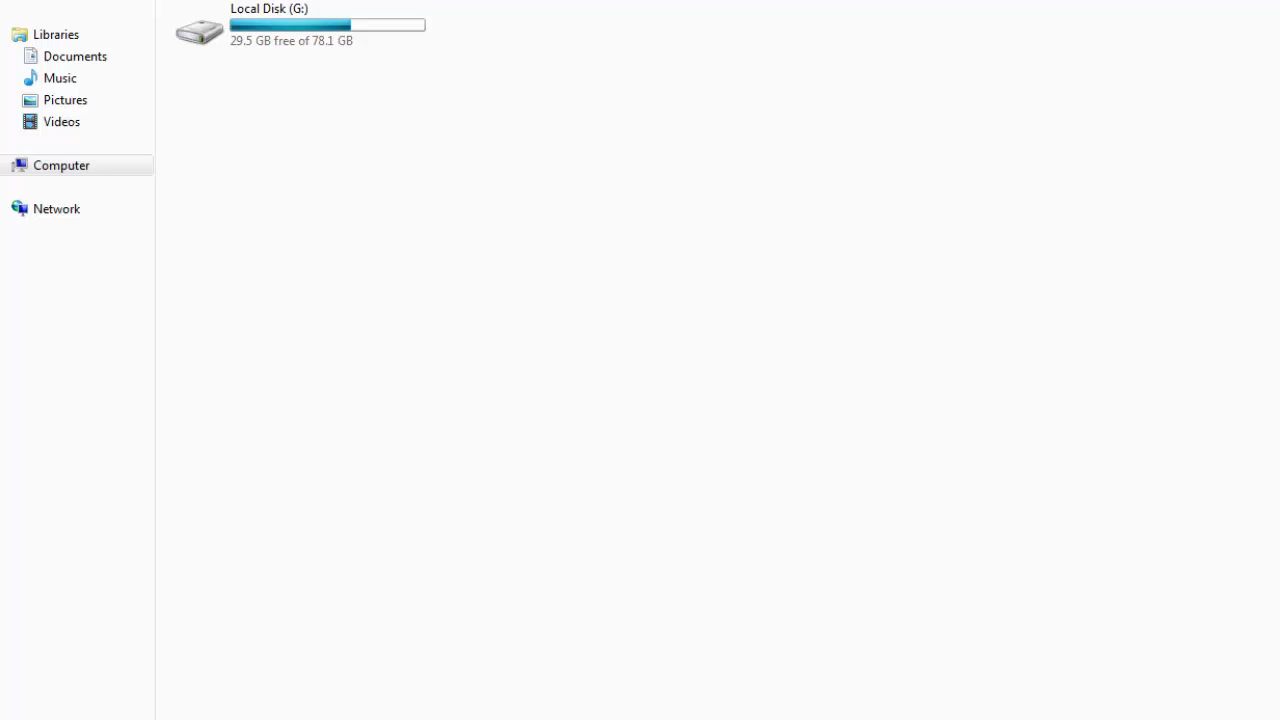 Local Disk (G:)
29.5 GB free of 78.1 GB
Libraries
Documents
Music
Pictures
Videos
Computer
Network